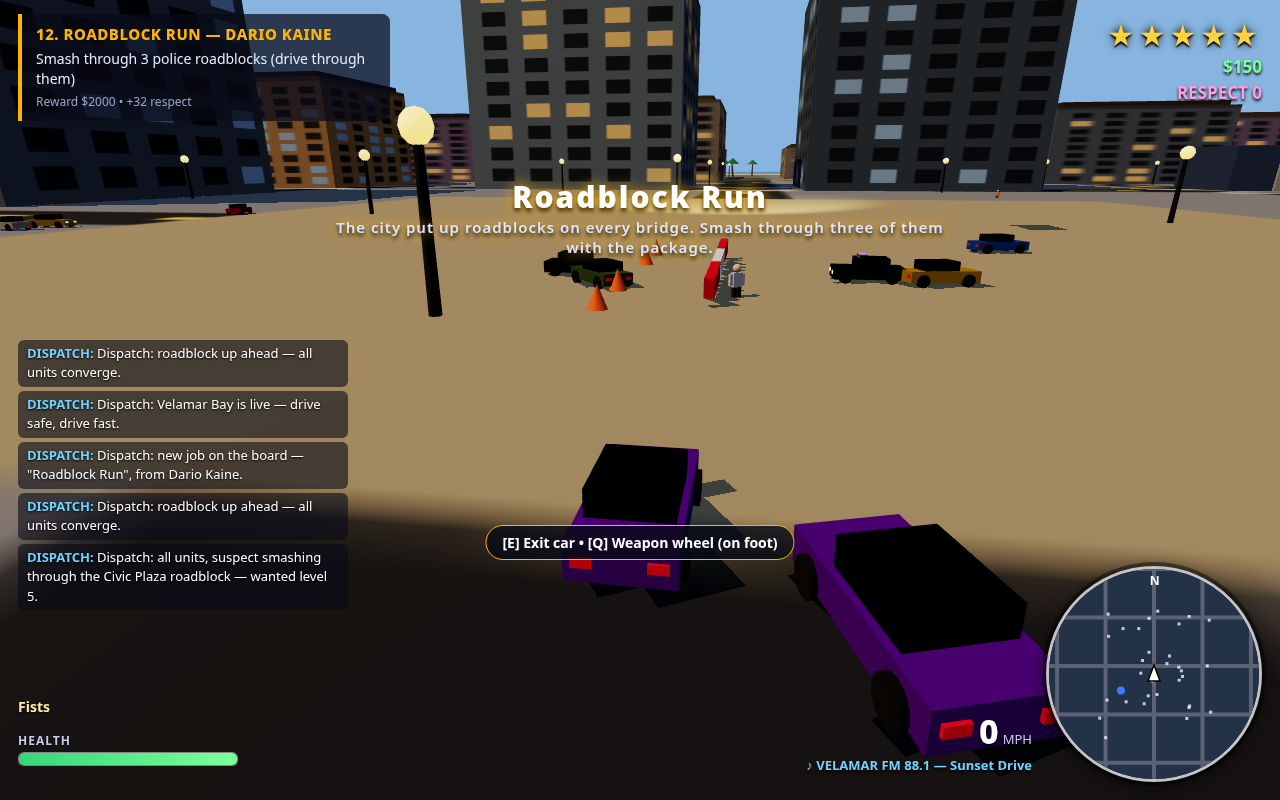 12. ROADBLOCK RUN — DARIO KAINE
Smash through 3 police roadblocks (drive through
them)
Reward $2000 • +32 respect
★ ★ ★ ★ ★
$150
RESPECT 0
Roadblock Run
The city put up roadblocks on every bridge. Smash through three of them
with the package.
DISPATCH: Dispatch: roadblock up ahead — all
units converge.
DISPATCH: Dispatch: Velamar Bay is live — drive
safe, drive fast.
DISPATCH: Dispatch: new job on the board —
"Roadblock Run", from Dario Kaine.
DISPATCH: Dispatch: roadblock up ahead — all
units converge.
DISPATCH: Dispatch: all units, suspect smashing
through the Civic Plaza roadblock — wanted level
5.
[E] Exit car • [Q] Weapon wheel (on foot)
N
Fists
HEALTH
0 MPH
♪ VELAMAR FM 88.1 — Sunset Drive